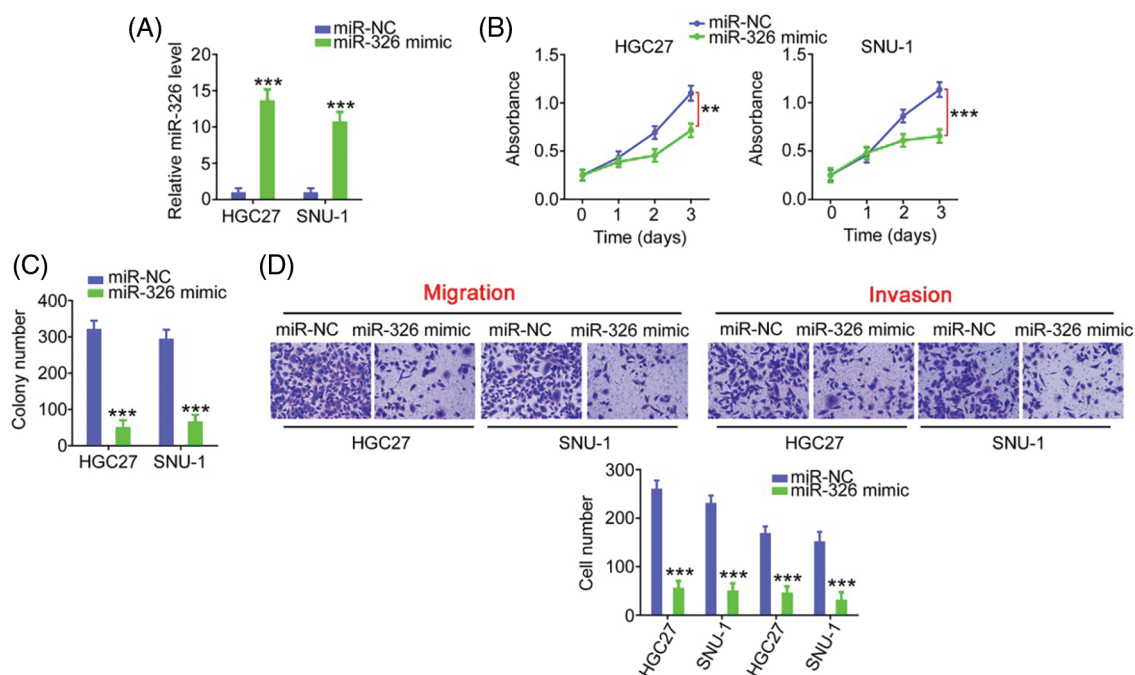 (A)
miR-NC
miR-326 mimic
Relative miR-326 level
20
15
10
5
0
***
***
HGC27
SNU-1
(B)
miR-NC
miR-326 mimic
HGC27
Absorbance
1.5
1.0
0.5
0.0
**
0 1 2 3
Time (days)
SNU-1
Absorbance
1.5
1.0
0.5
0.0
***
0 1 2 3
Time (days)
(C)
miR-NC
miR-326 mimic
Colony number
400
300
200
100
0
***
***
HGC27
SNU-1
(D)
Migration
Invasion
miR-NC miR-326 mimic miR-NC miR-326 mimic miR-NC miR-326 mimic miR-NC miR-326 mimic
HGC27 SNU-1 HGC27 SNU-1
miR-NC
miR-326 mimic
Cell number
300
200
100
0
***
***
***
***
HGC27
SNU-1
HGC27
SNU-1